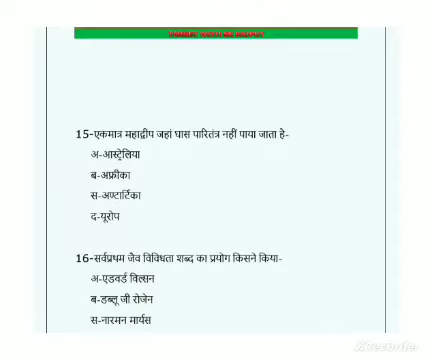 15-एकमात्र महाद्वीप जहां घास पारितंत्र नहीं पाया जाता हे-
अ-आस्ट्रेलिया
ब-अफ्रीका
स-अण्टार्टिका
द-यूरोप
16-सर्वप्रथम जैव विविधता शब्द का प्रयोग किसने किया-
अ-एडवर्ड विल्सन
ब-डब्लू जी रोजेन
स-नारमन मार्यस
XRecorder